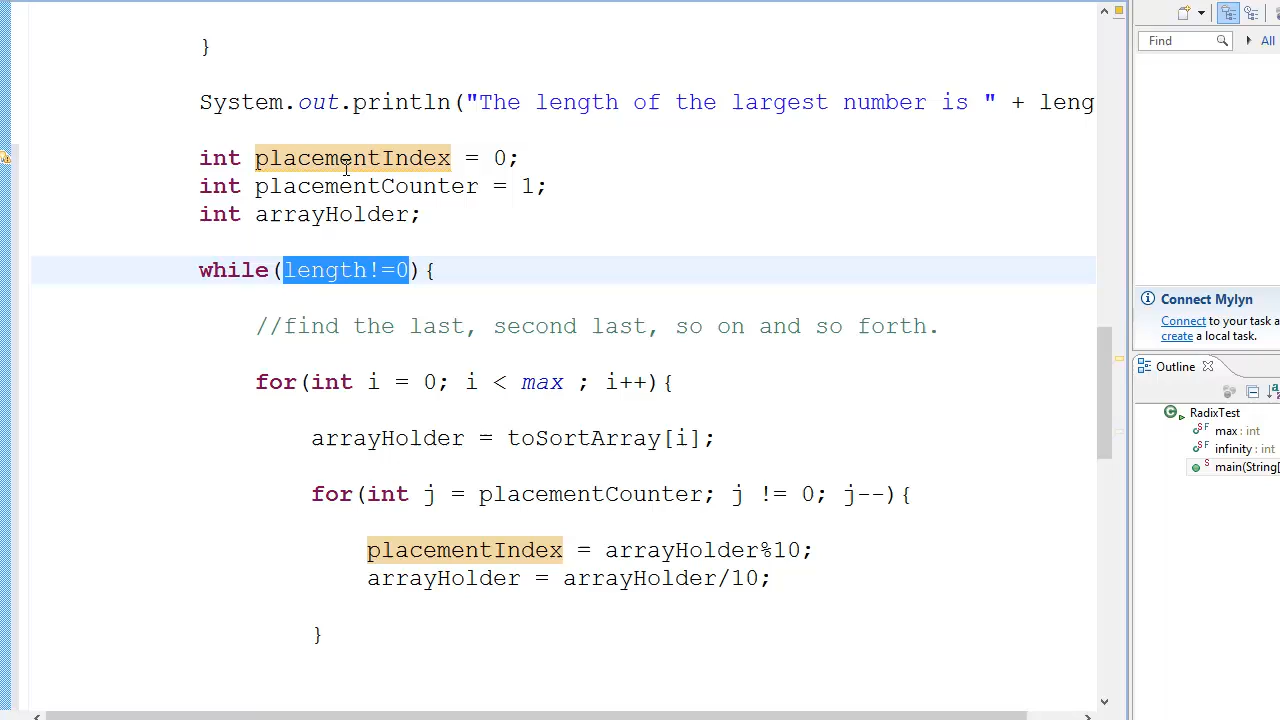 }
System.out.println("The length of the largest number is " + leng
int placementIndex = 0;
int placementCounter = 1;
int arrayHolder;
while(length!=0){
//find the last, second last, so on and so forth.
for(int i = 0; i < max ; i++){
arrayHolder = toSortArray[i];
for(int j = placementCounter; j != 0; j--){
placementIndex = arrayHolder%10;
arrayHolder = arrayHolder/10;
}
Find
All
Connect Mylyn
Connect to your task a
create a local task.
Outline
RadixTest
max : int
infinity : int
main(String[